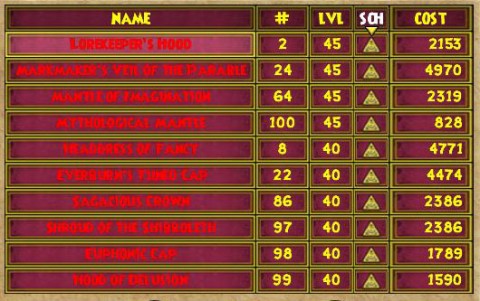 NAME # LVL SCH COST
LOREKEEPER'S HOOD 2 45 2153
VEIL OF THE PARABLE 24 45 4970
MANTLE OF IMAGINATION 64 45 2319
MYTHOLOGICAL MANTLE 100 45 828
HEADDRESS OF FANCY 8 40 4771
EVERBURN'S TUNED CAP 22 40 4474
SAGACIOUS CROWN 86 40 2386
SHROUD OF THE SHIBBOLETH 97 40 2386
EUPHONIC CAP 98 40 1789
HOOD OF DELUSION 99 40 1590